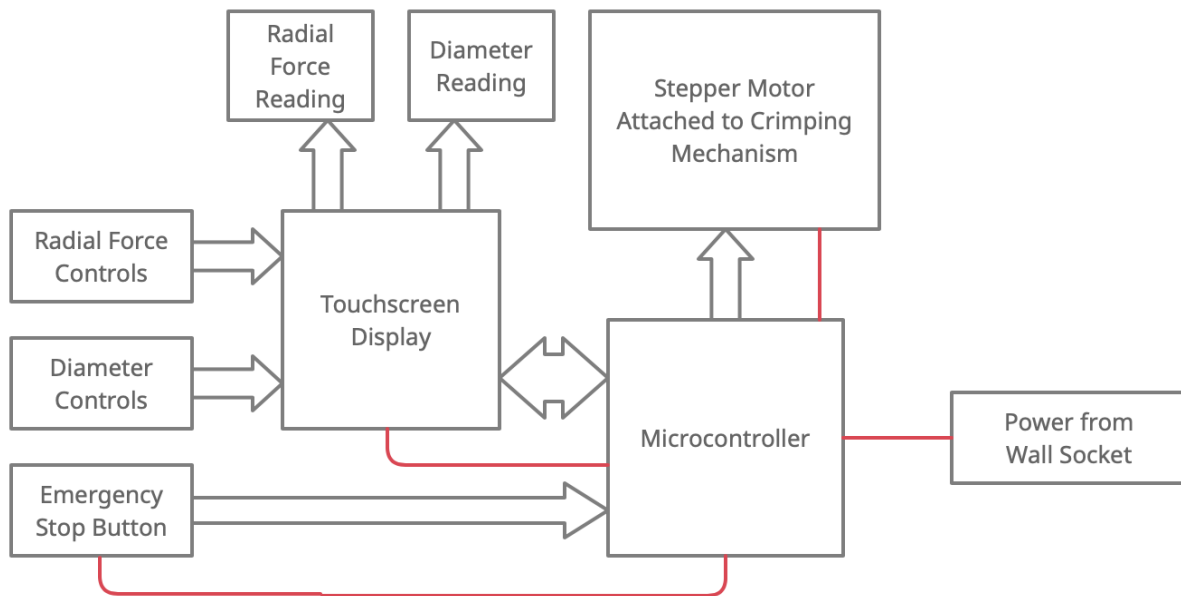 Radial
Force
Reading
Diameter
Reading
Stepper Motor
Attached to Crimping
Mechanism
Radial Force
Controls
Touchscreen
Display
Diameter
Controls
Microcontroller
Power from
Wall Socket
Emergency
Stop Button